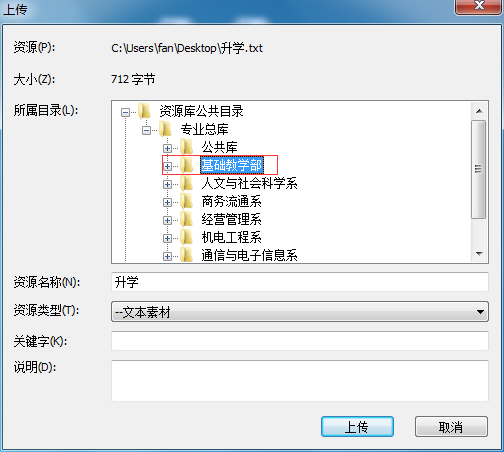 上传
资源(P): C:\Users\fan\Desktop\升学.txt
大小(Z): 712 字节
所属目录(L):
资源库公共目录
专业总库
公共库
基础教学部
人文与社会科学系
商务流通系
经营管理系
机电工程系
通信与电子信息系
资源名称(N): 升学
资源类型(T): --文本素材
关键字(K):
说明(D):
上传 取消